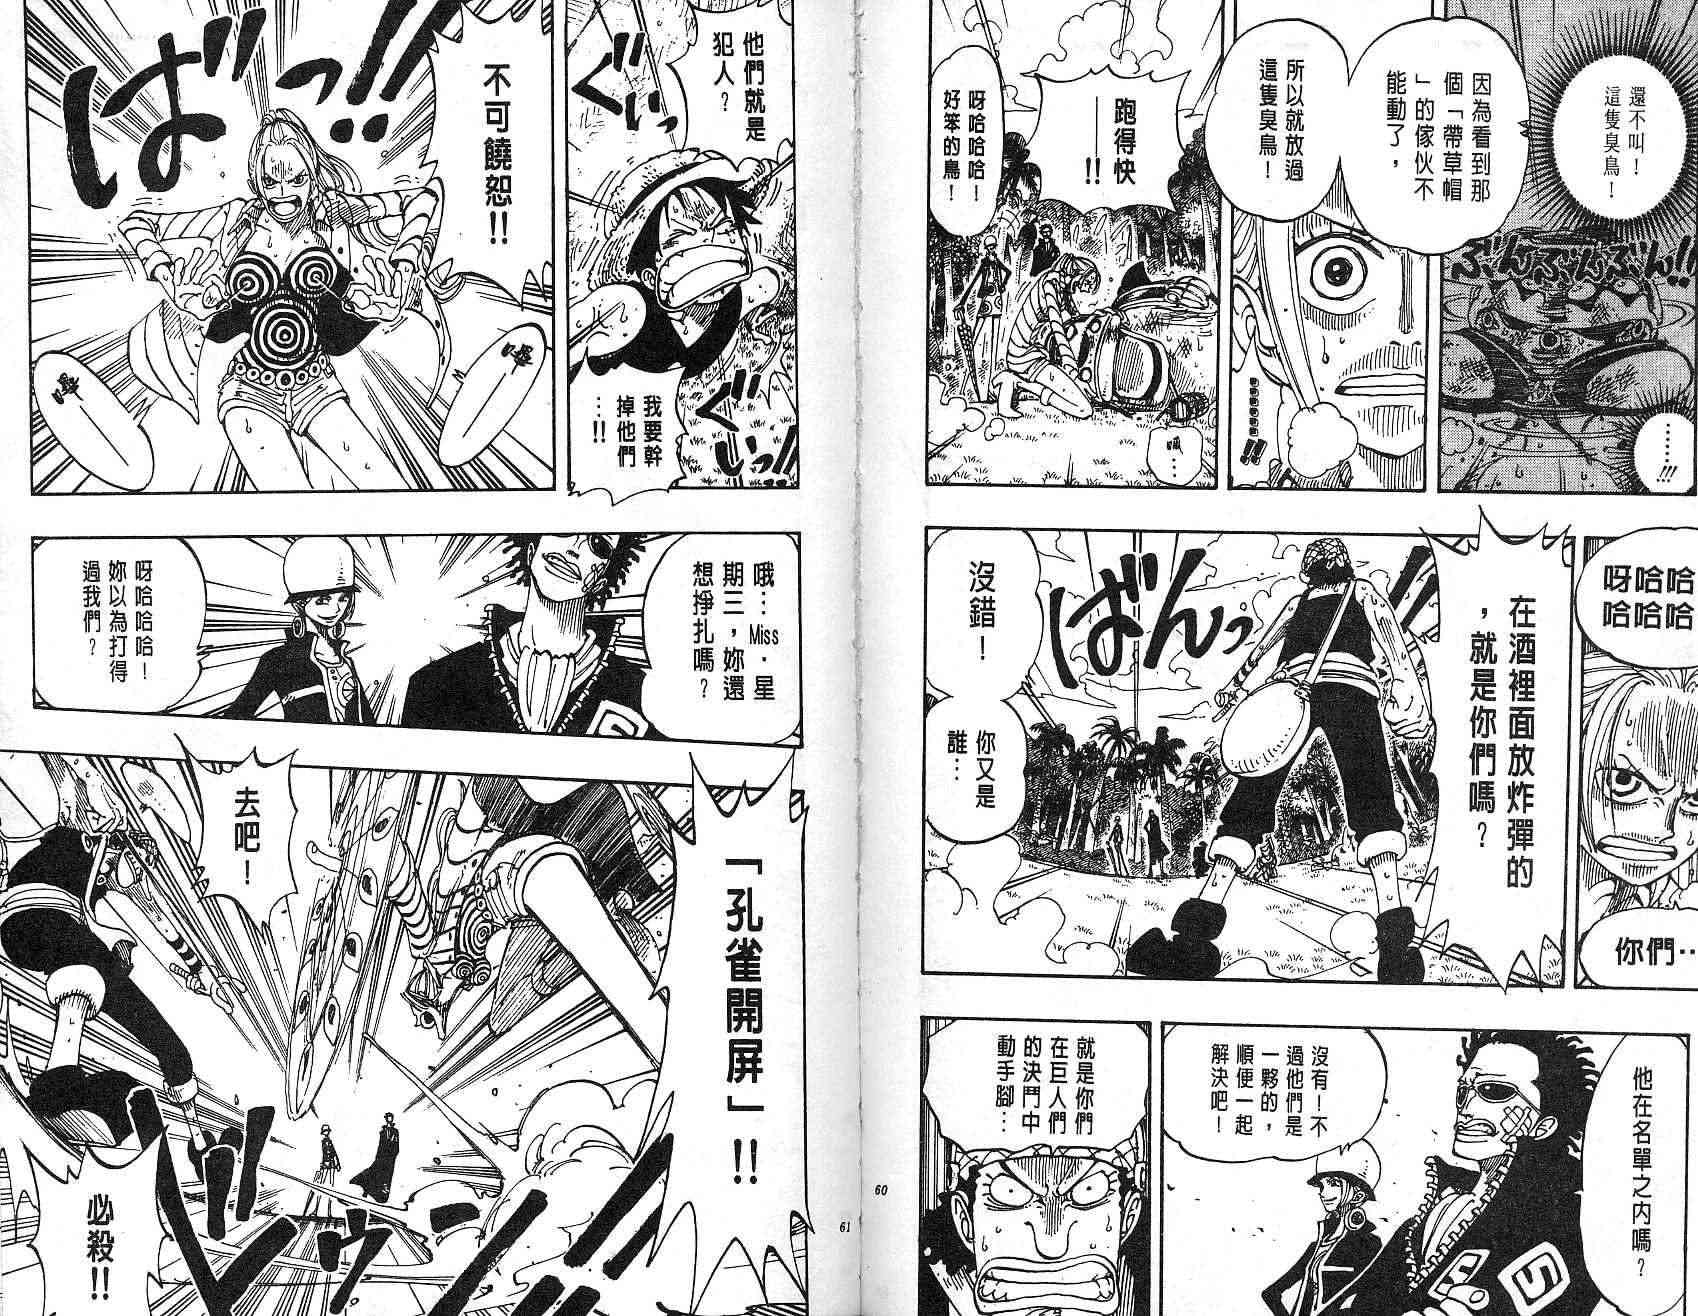 還不叫！
這隻臭鳥！
ぶんぶんぶん!!
……!!!
因為看到那
個「帶草帽
」的傢伙不
能動了，
所以就放過
這隻臭鳥！
跑得快
——!!
呀哈哈哈！
好笨的鳥！
哦…
呀哈哈
哈哈哈
你們…
在酒裡面放炸彈的
，就是你們嗎？
ばんっ
沒錯！
你又是
誰…
他在名單之內嗎？
沒有！不
過他們是
一夥的，
順便一起
解決吧！
就是你們
在巨人們
的決鬥中
動手腳…
60
他們就是
犯人？
ぐいっ
我要幹
掉他們
…!!
ぐいっ!!
不可饒恕!!
ばっ!!
嗶——
嗶——
哦…Miss．星
期三，妳還
想掙扎嗎？
呀哈哈哈！
妳以為打得
過我們？
「孔雀開屏」!!
去吧！
必殺!!
ドドゥン!!
61